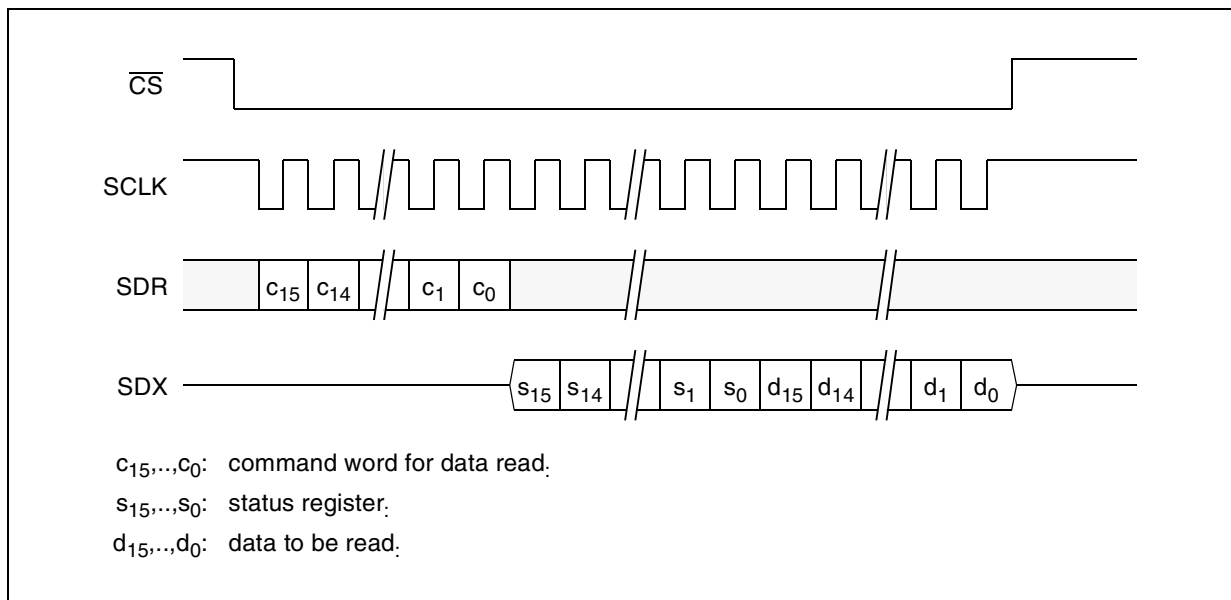 CS
SCLK
SDR c15 c14 c1 c0
SDX s15 s14 s1 s0 d15 d14 d1 d0
c15,..,c0: command word for data read:
s15,..,s0: status register:
d15,..,d0: data to be read: